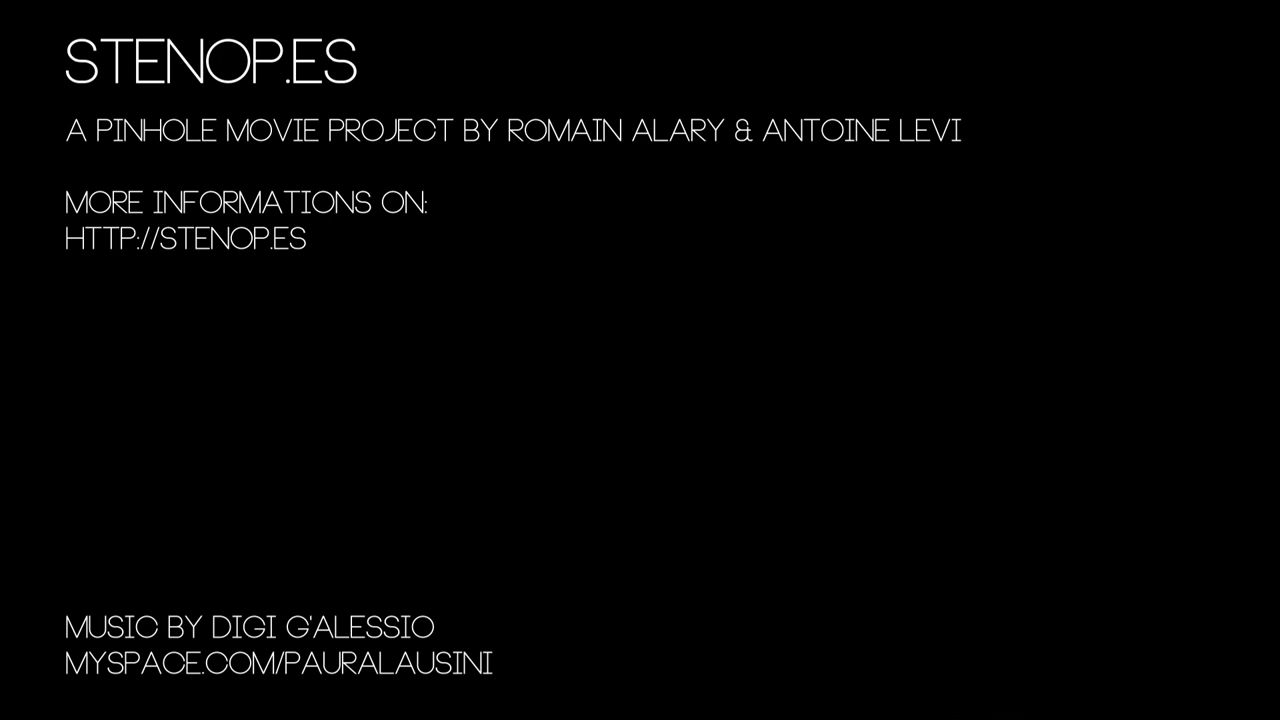 STENOP.ES
A PINHOLE MOVIE PROJECT BY ROMAIN ALARY & ANTOINE LEVI
MORE INFORMATIONS ON:
HTTP://STENOP.ES
MUSIC BY DIGI G'ALESSIO
MYSPACE.COM/PAURALAUSINI